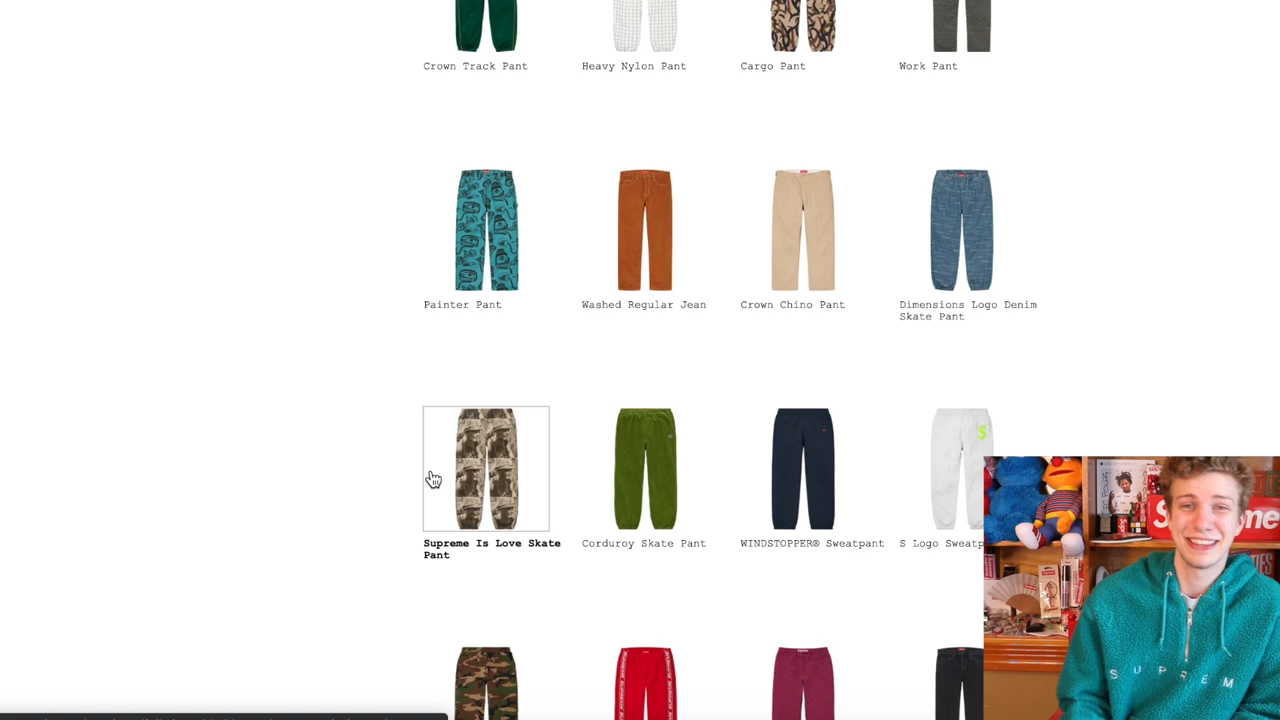 Crown Track Pant
Heavy Nylon Pant
Cargo Pant
Work Pant
Painter Pant
Washed Regular Jean
Crown Chino Pant
Dimensions Logo Denim
Skate Pant
Supreme Is Love Skate
Pant
Corduroy Skate Pant
WINDSTOPPER® Sweatpant
S Logo Sweatp
S
SUPREM